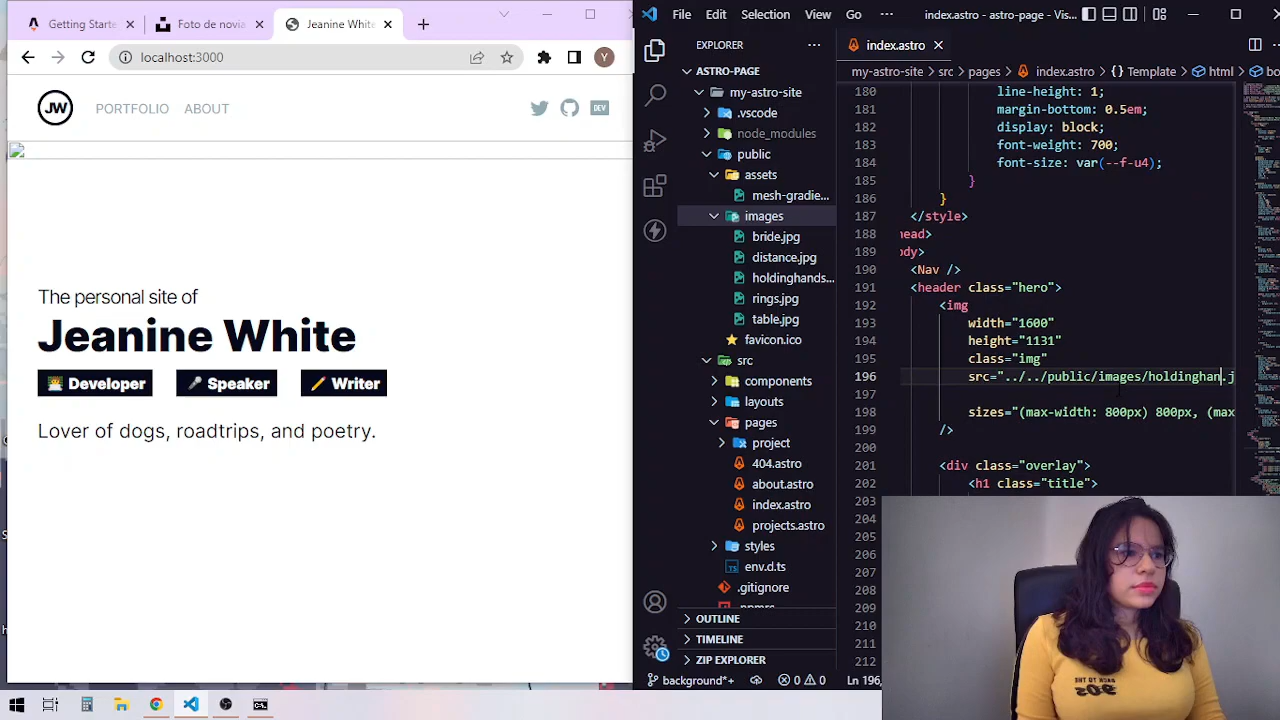 Getting Starte
Foto de novia
Jeanine White
localhost:3000
Y
JW
PORTFOLIO
ABOUT
DEV
The personal site of
Jeanine White
Developer
Speaker
Writer
Lover of dogs, roadtrips, and poetry.
File Edit Selection View Go ··· index.astro - astro-page - Vis...
EXPLORER ···
ASTRO-PAGE
my-astro-site
.vscode
node_modules
public
assets
mesh-gradie...
images
bride.jpg
distance.jpg
holdinghands...
rings.jpg
table.jpg
favicon.ico
src
components
layouts
pages
project
404.astro
about.astro
index.astro
projects.astro
styles
TS env.d.ts
.gitignore
OUTLINE
TIMELINE
ZIP EXPLORER
background*+ 0 0 Ln 196,
index.astro
my-astro-site > src > pages > index.astro > {} Template > html > bo
180 line-height: 1;
181 margin-bottom: 0.5em;
182 display: block;
183 font-weight: 700;
184 font-size: var(--f-u4);
185 }
186 }
187 </style>
188 head>
189 ody>
190 <Nav />
191 <header class="hero">
192 <img
193 width="1600"
194 height="1131"
195 class="img"
196 src="../../public/images/holdinghan.j
197
198 sizes="(max-width: 800px) 800px, (max
199 />
200
201 <div class="overlay">
202 <h1 class="title">
203
204
205
206
207
208
209
210
211
212